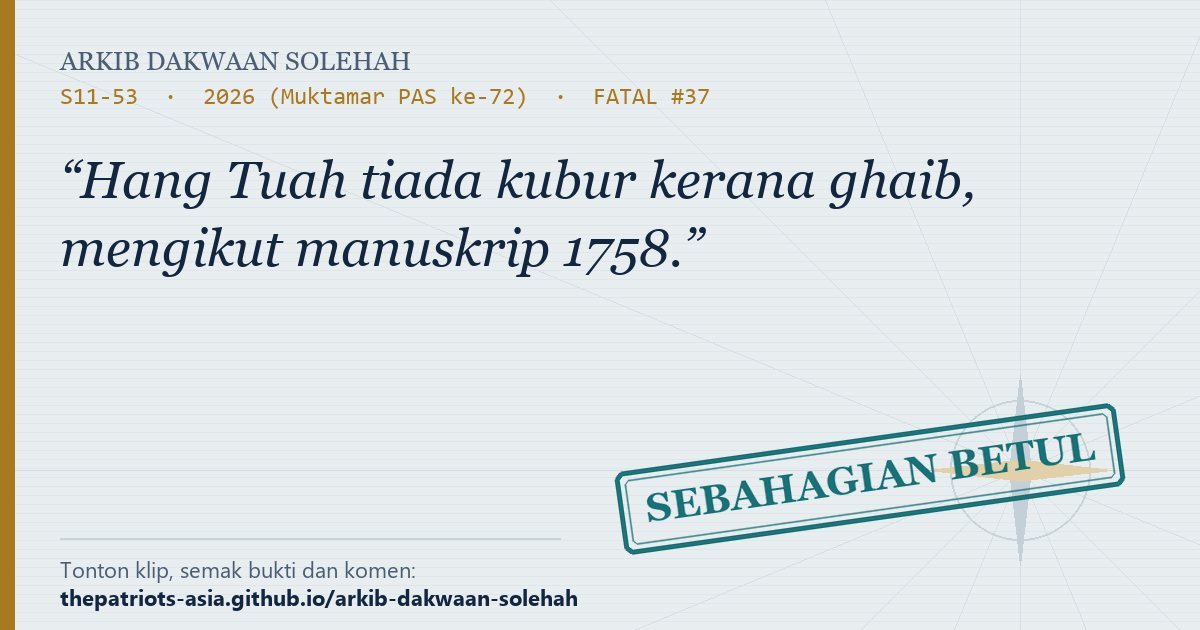 ARKIB DAKWAAN SOLEHAH
S11-53 · 2026 (Muktamar PAS ke-72) · FATAL #37
“Hang Tuah tiada kubur kerana ghaib,
mengikut manuskrip 1758.”
SEBAHAGIAN BETUL
Tonton klip, semak bukti dan komen:
thepatriots-asia.github.io/arkib-dakwaan-solehah